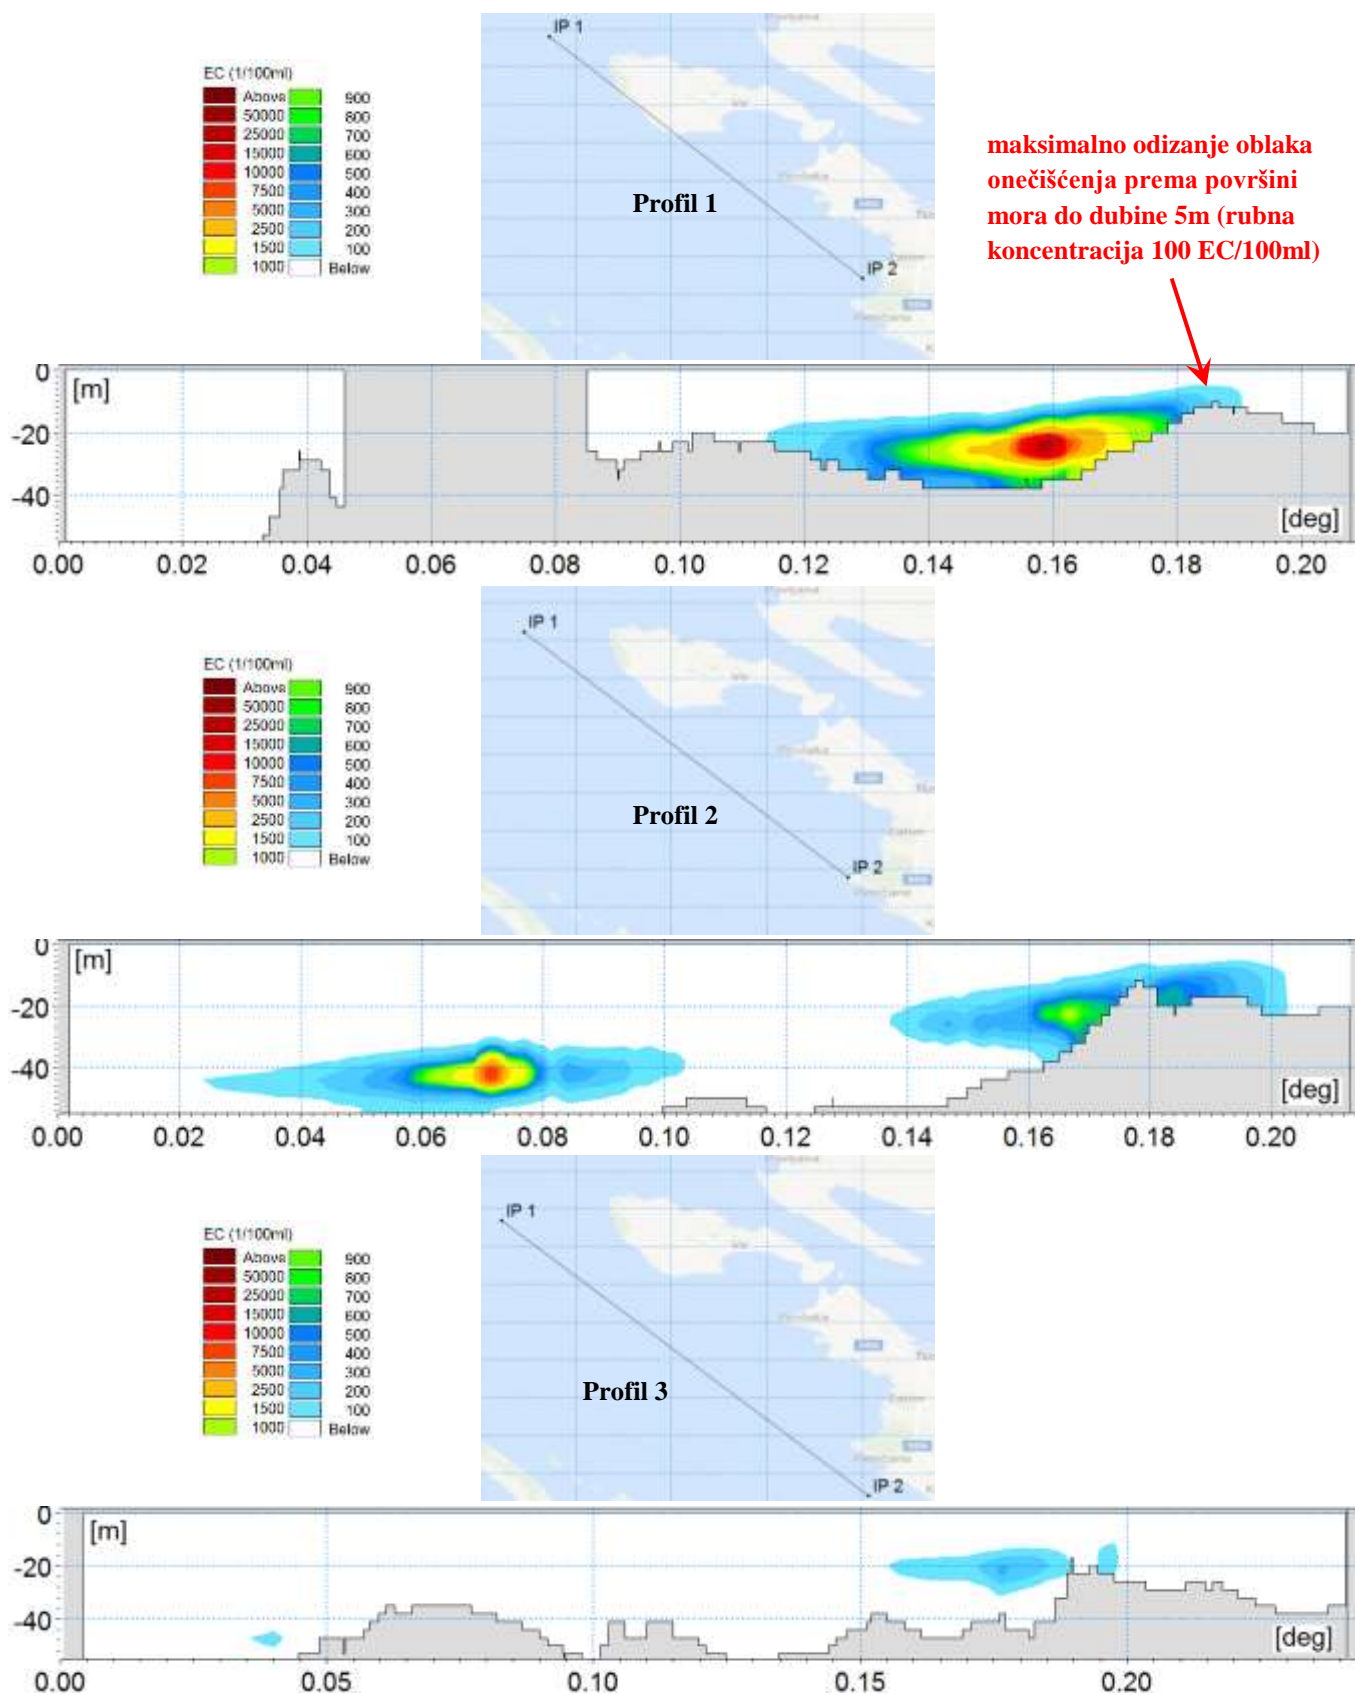 IP 1
EC (1/100ml)
Above 900
50000 800
25000 700
15000 600
10000 500
7500 400
5000 300
2500 200
1500 100
1000 Below
Profil 1
IP 2
maksimalno odizanje oblaka
onečišćenja prema površini
mora do dubine 5m (rubna
koncentracija 100 EC/100ml)
0
[m]
-20
-40
[deg]
0.00 0.02 0.04 0.06 0.08 0.10 0.12 0.14 0.16 0.18 0.20
IP 1
EC (1/100ml)
Above 900
50000 800
25000 700
15000 600
10000 500
7500 400
5000 300
2500 200
1500 100
1000 Below
Profil 2
IP 2
0
[m]
-20
-40
[deg]
0.00 0.02 0.04 0.06 0.08 0.10 0.12 0.14 0.16 0.18 0.20
IP 1
EC (1/100ml)
Above 900
50000 800
25000 700
15000 600
10000 500
7500 400
5000 300
2500 200
1500 100
1000 Below
Profil 3
IP 2
0
[m]
-20
-40
[deg]
0.00 0.05 0.10 0.15 0.20